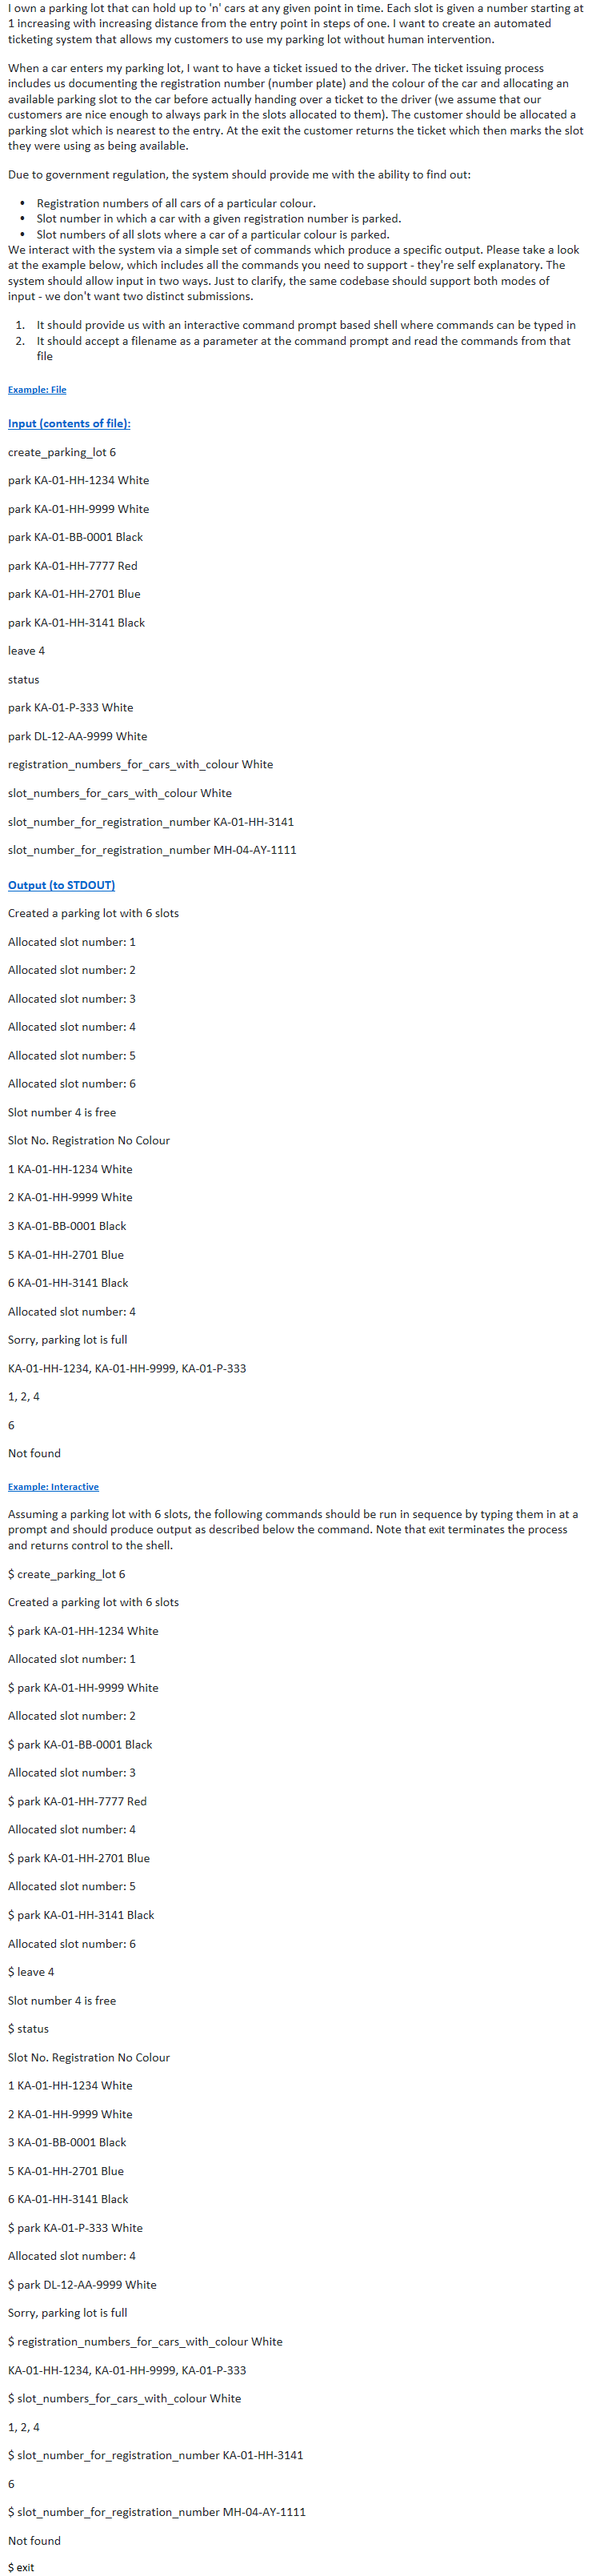 I own a parking lot that can hold up to 'n' cars at any given point in time. Each slot is given a number starting at
1 increasing with increasing distance from the entry point in steps of one. I want to create an automated
ticketing system that allows my customers to use my parking lot without human intervention.
When a car enters my parking lot, I want to have a ticket issued to the driver. The ticket issuing process
includes us documenting the registration number (number plate) and the colour of the car and allocating an
available parking slot to the car before actually handing over a ticket to the driver (we assume that our
customers are nice enough to always park in the slots allocated to them). The customer should be allocated a
parking slot which is nearest to the entry. At the exit the customer returns the ticket which then marks the slot
they were using as being available.
Due to government regulation, the system should provide me with the ability to find out:
• Registration numbers of all cars of a particular colour.
• Slot number in which a car with a given registration number is parked.
• Slot numbers of all slots where a car of a particular colour is parked.
We interact with the system via a simple set of commands which produce a specific output. Please take a look
at the example below, which includes all the commands you need to support - they're self explanatory. The
system should allow input in two ways. Just to clarify, the same codebase should support both modes of
input - we don't want two distinct submissions.
1. It should provide us with an interactive command prompt based shell where commands can be typed in
2. It should accept a filename as a parameter at the command prompt and read the commands from that
file
Example: File
Input (contents of file):
create_parking_lot 6
park KA-01-HH-1234 White
park KA-01-HH-9999 White
park KA-01-BB-0001 Black
park KA-01-HH-7777 Red
park KA-01-HH-2701 Blue
park KA-01-HH-3141 Black
leave 4
status
park KA-01-P-333 White
park DL-12-AA-9999 White
registration_numbers_for_cars_with_colour White
slot_numbers_for_cars_with_colour White
slot_number_for_registration_number KA-01-HH-3141
slot_number_for_registration_number MH-04-AY-1111
Output (to STDOUT)
Created a parking lot with 6 slots
Allocated slot number: 1
Allocated slot number: 2
Allocated slot number: 3
Allocated slot number: 4
Allocated slot number: 5
Allocated slot number: 6
Slot number 4 is free
Slot No. Registration No Colour
1 KA-01-HH-1234 White
2 KA-01-HH-9999 White
3 KA-01-BB-0001 Black
5 KA-01-HH-2701 Blue
6 KA-01-HH-3141 Black
Allocated slot number: 4
Sorry, parking lot is full
KA-01-HH-1234, KA-01-HH-9999, KA-01-P-333
1, 2, 4
6
Not found
Example: Interactive
Assuming a parking lot with 6 slots, the following commands should be run in sequence by typing them in at a
prompt and should produce output as described below the command. Note that exit terminates the process
and returns control to the shell.
$ create_parking_lot 6
Created a parking lot with 6 slots
$ park KA-01-HH-1234 White
Allocated slot number: 1
$ park KA-01-HH-9999 White
Allocated slot number: 2
$ park KA-01-BB-0001 Black
Allocated slot number: 3
$ park KA-01-HH-7777 Red
Allocated slot number: 4
$ park KA-01-HH-2701 Blue
Allocated slot number: 5
$ park KA-01-HH-3141 Black
Allocated slot number: 6
$ leave 4
Slot number 4 is free
$ status
Slot No. Registration No Colour
1 KA-01-HH-1234 White
2 KA-01-HH-9999 White
3 KA-01-BB-0001 Black
5 KA-01-HH-2701 Blue
6 KA-01-HH-3141 Black
$ park KA-01-P-333 White
Allocated slot number: 4
$ park DL-12-AA-9999 White
Sorry, parking lot is full
$ registration_numbers_for_cars_with_colour White
KA-01-HH-1234, KA-01-HH-9999, KA-01-P-333
$ slot_numbers_for_cars_with_colour White
1, 2, 4
$ slot_number_for_registration_number KA-01-HH-3141
6
$ slot_number_for_registration_number MH-04-AY-1111
Not found
$ exit